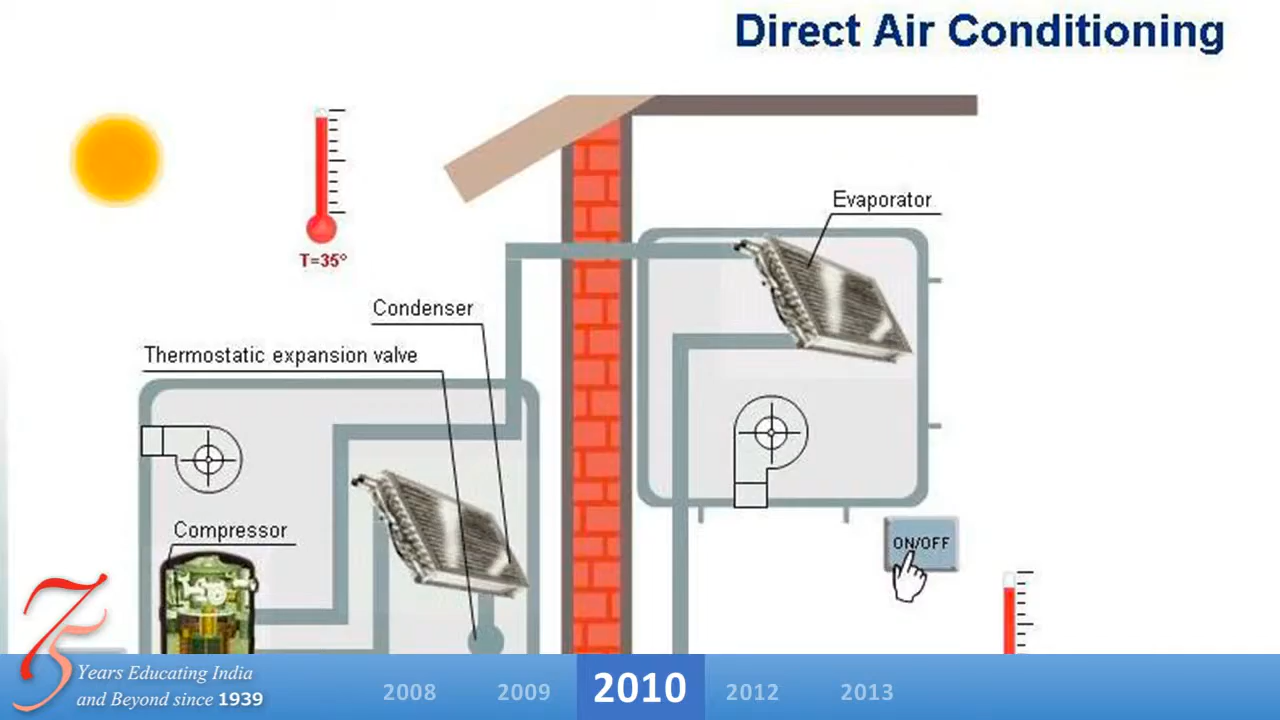 Direct Air Conditioning
Evaporator
T=35°
Condenser
Thermostatic expansion valve
Compressor
ON/OFF
75
Years Educating India
and Beyond since 1939
2008 2009 2010 2012 2013